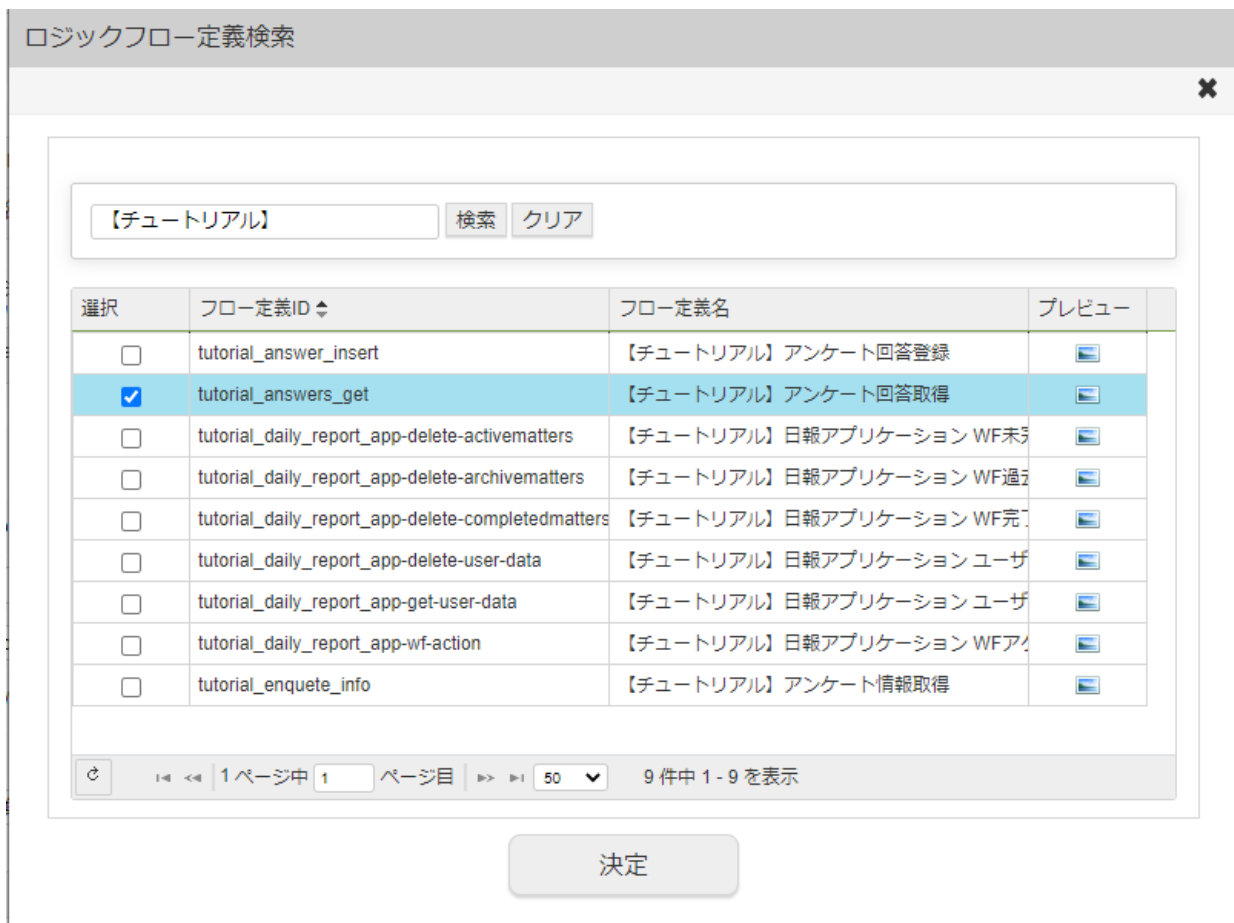 ロジックフロー定義検索
【チュートリアル】 検索 クリア
選択 フロー定義ID フロー定義名 プレビュー
tutorial_answer_insert 【チュートリアル】アンケート回答登録
tutorial_answers_get 【チュートリアル】アンケート回答取得
tutorial_daily_report_app-delete-activematters 【チュートリアル】日報アプリケーション WF未
tutorial_daily_report_app-delete-archivematters 【チュートリアル】日報アプリケーション WF過
tutorial_daily_report_app-delete-completedmatters 【チュートリアル】日報アプリケーション WF完
tutorial_daily_report_app-delete-user-data 【チュートリアル】日報アプリケーション ユーザ
tutorial_daily_report_app-get-user-data 【チュートリアル】日報アプリケーション ユーザ
tutorial_daily_report_app-wf-action 【チュートリアル】日報アプリケーション WFア
tutorial_enquete_info 【チュートリアル】アンケート情報取得
1 ページ中 1 ページ目 50 9 件中 1 - 9 を表示
決定